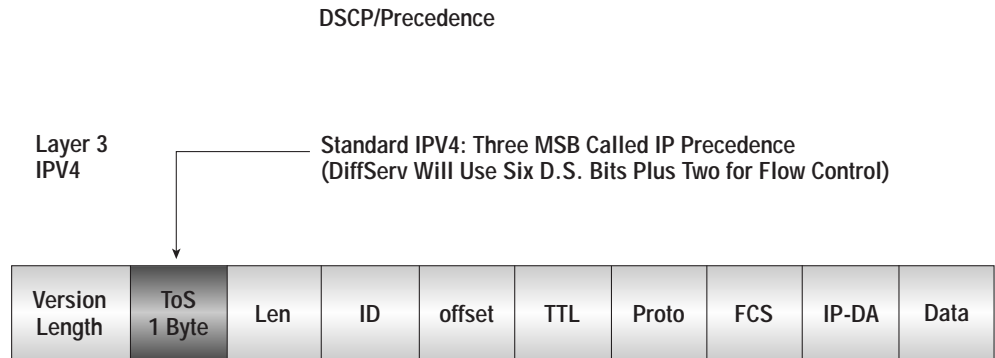 DSCP/Precedence
Layer 3
IPV4
Standard IPV4: Three MSB Called IP Precedence
(DiffServ Will Use Six D.S. Bits Plus Two for Flow Control)
Version
Length
ToS
1 Byte
Len
ID
offset
TTL
Proto
FCS
IP-DA
Data